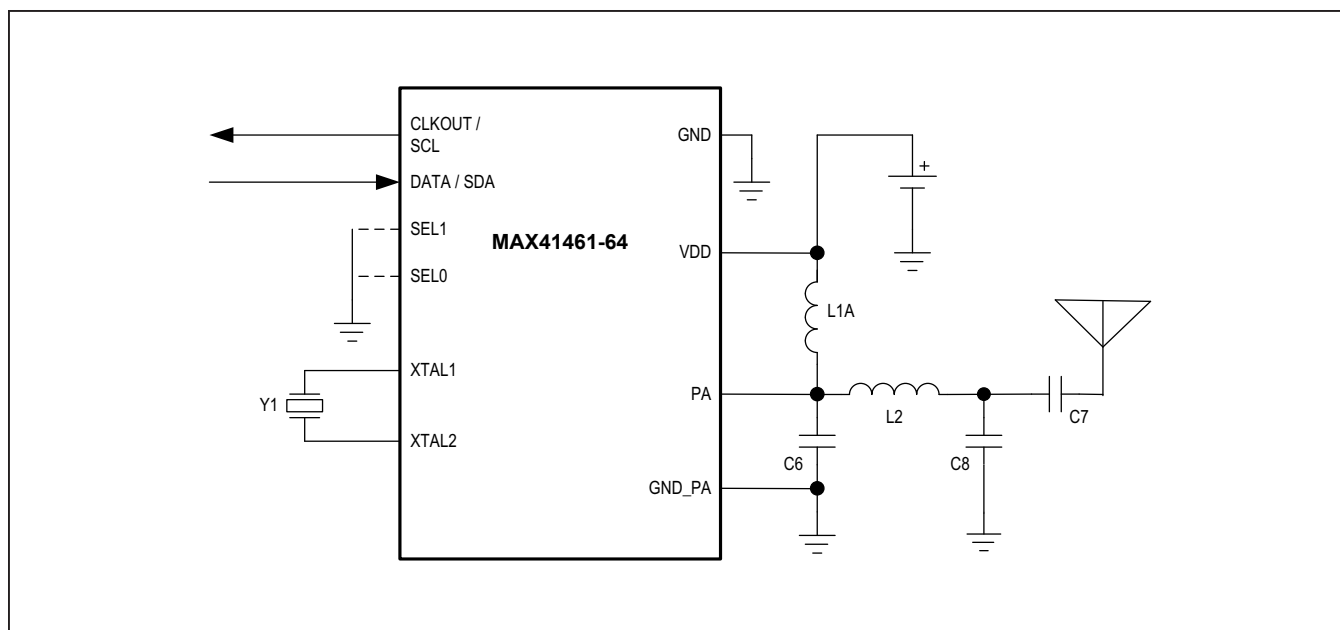 CLKOUT /
SCL
DATA / SDA
SEL1
SEL0
XTAL1
XTAL2
Y1
MAX41461-64
GND
VDD
PA
GND_PA
+
L1A
L2
C6
C8
C7